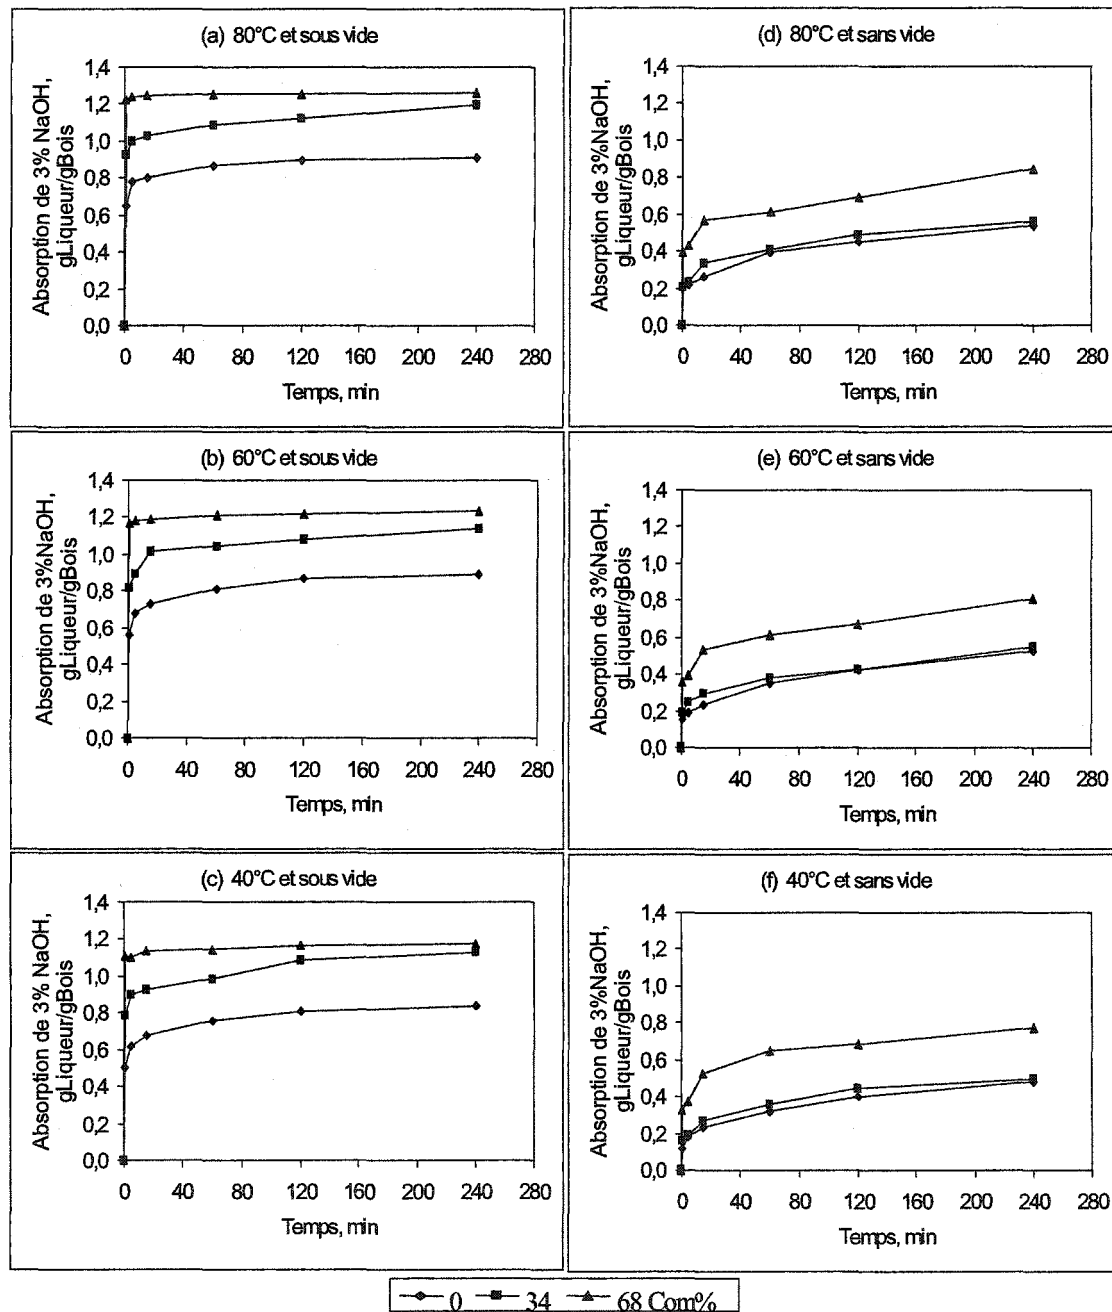 (a) 80°C et sous vide
Absorption de 3% NaOH,
gLiqueur/gBois
1,4
1,2
1,0
0,8
0,6
0,4
0,2
0,0
0 40 80 120 160 200 240 280
Temps, min
(d) 80°C et sans vide
Absorption de 3%NaOH,
gLiqueur/gBois
1,4
1,2
1,0
0,8
0,6
0,4
0,2
0,0
0 40 80 120 160 200 240 280
Temps, min
(b) 60°C et sous vide
Absorption de 3%NaOH,
gLiqueur/gBois
1,4
1,2
1,0
0,8
0,6
0,4
0,2
0,0
0 40 80 120 160 200 240 280
Temps, min
(e) 60°C et sans vide
Absorption de 3%NaOH,
gLiqueur/gBois
1,4
1,2
1,0
0,8
0,6
0,4
0,2
0,0
0 40 80 120 160 200 240 280
Temps, min
(c) 40°C et sous vide
Absorption de 3% NaOH,
gLiqueur/gBois
1,4
1,2
1,0
0,8
0,6
0,4
0,2
0,0
0 40 80 120 160 200 240 280
Temps, min
(f) 40°C et sans vide
Absorption de 3%NaOH,
gLiqueur/gBois
1,4
1,2
1,0
0,8
0,6
0,4
0,2
0,0
0 40 80 120 160 200 240 280
Temps, min
0 34 68 Com%